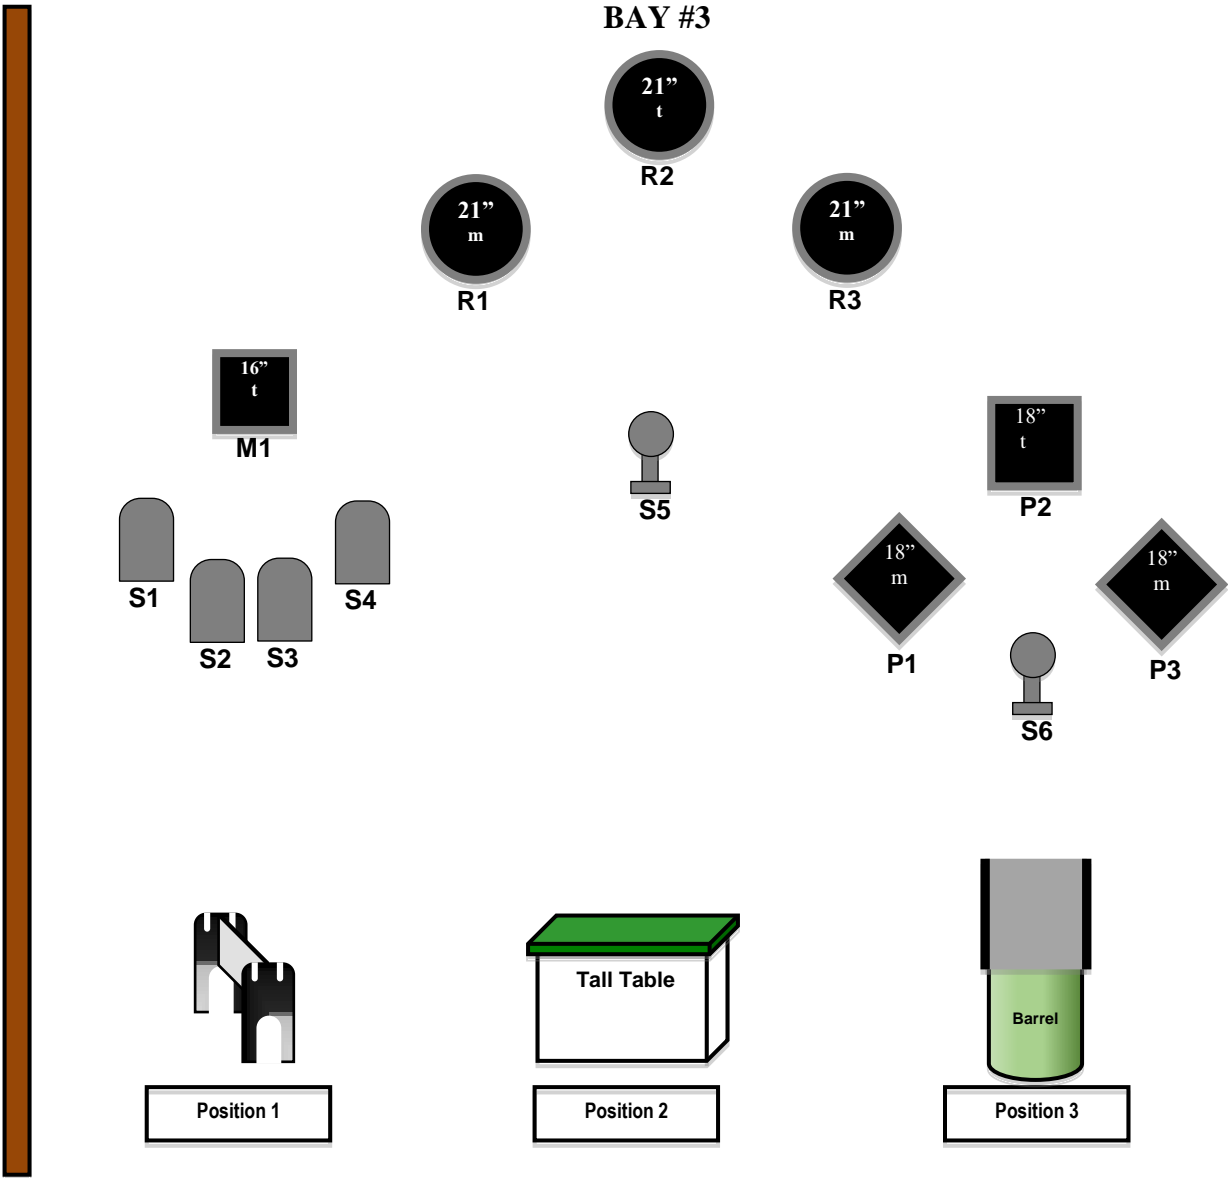 BAY #3
21”
t
R2
21”
m
R1
21”
m
R3
16”
t
M1
S5
18”
t
P2
S1
S2
S3
S4
18”
m
P1
18”
m
P3
S6
Tall Table
Barrel
Position 1
Position 2
Position 3